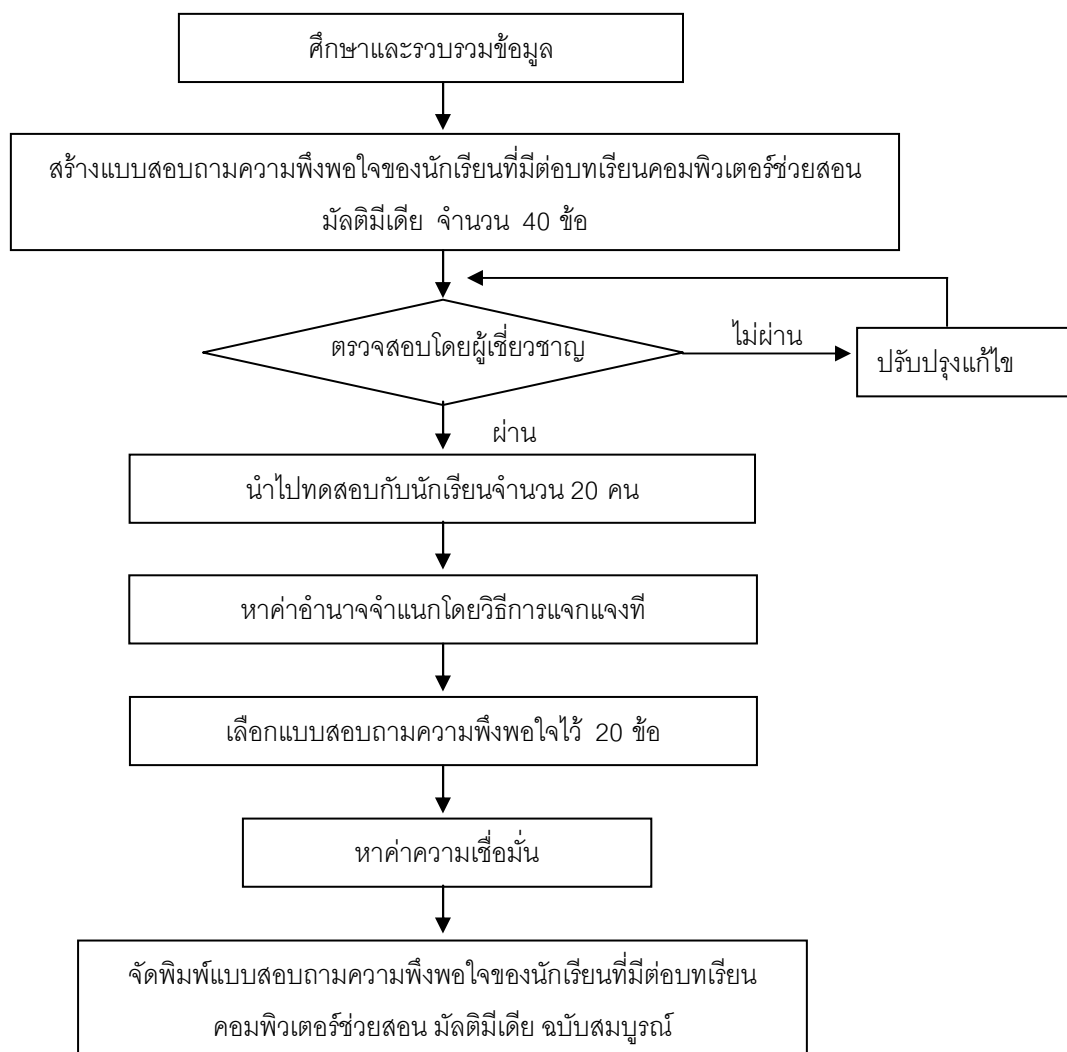 ศึกษาและรวบรวมข้อมูล
สร้างแบบสอบถามความพึงพอใจของนักเรียนที่มีต่อบทเรียนคอมพิวเตอร์ช่วยสอน
มัลติมีเดีย จำนวน 40 ข้อ
ตรวจสอบโดยผู้เชี่ยวชาญ
ไม่ผ่าน
ปรับปรุงแก้ไข
ผ่าน
นำไปทดสอบกับนักเรียนจำนวน 20 คน
หาค่าอำนาจจำแนกโดยวิธีการแจกแจงที
เลือกแบบสอบถามความพึงพอใจไว้ 20 ข้อ
หาค่าความเชื่อมั่น
จัดพิมพ์แบบสอบถามความพึงพอใจของนักเรียนที่มีต่อบทเรียน
คอมพิวเตอร์ช่วยสอน มัลติมีเดีย ฉบับสมบูรณ์